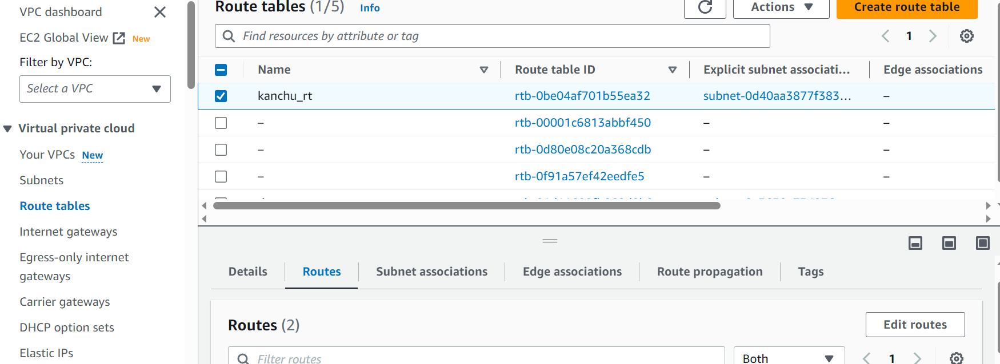 VPC dashboard
EC2 Global View New
Filter by VPC:
Select a VPC
Virtual private cloud
Your VPCs New
Subnets
Route tables
Internet gateways
Egress-only internet
gateways
Carrier gateways
DHCP option sets
Elastic IPs
Route tables (1/5) Info
Actions
Create route table
Find resources by attribute or tag
1
Name Route table ID Explicit subnet associati... Edge associations
kanchu_rt rtb-0be04af701b55ea32 subnet-0d40aa3877f383... –
– rtb-00001c6813abbf450 – –
– rtb-0d80e08c20a368cdb – –
– rtb-0f91a57ef42eedfe5 – –
Details Routes Subnet associations Edge associations Route propagation Tags
Routes (2)
Edit routes
Filter routes
Both
1